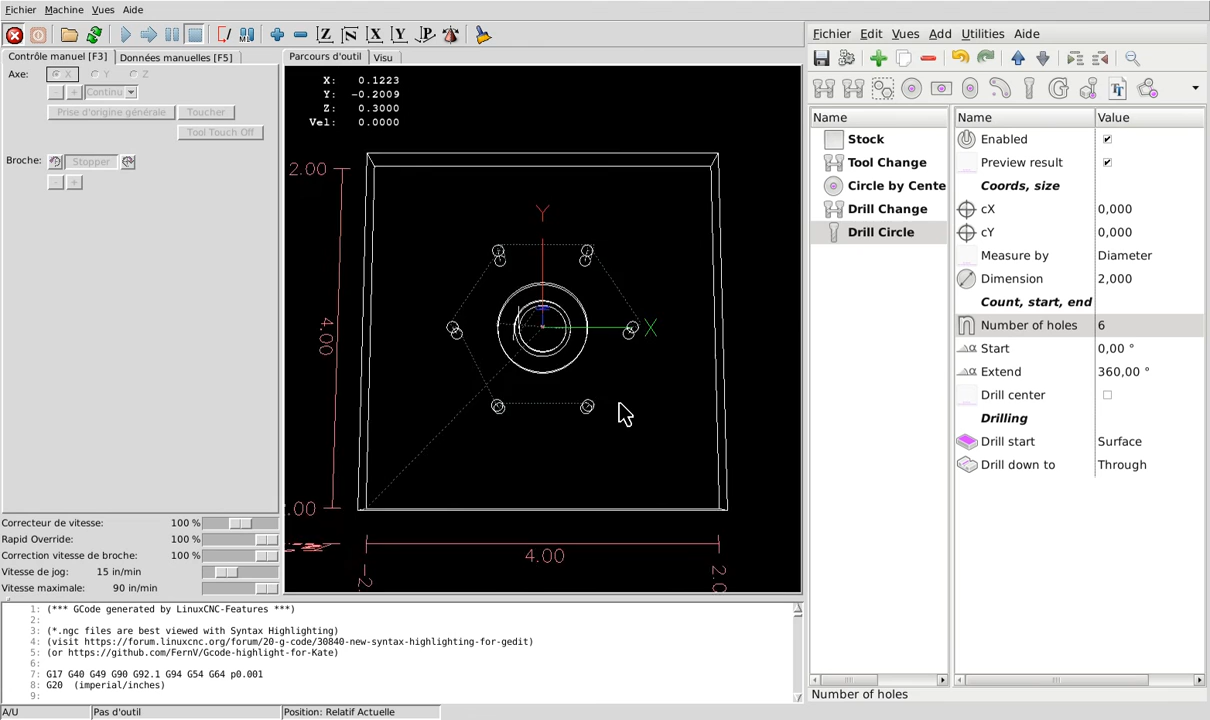 Fichier Machine Vues Aide
Contrôle manuel [F3] Données manuelles [F5]
Axe: X Y Z
- + Continu
Prise d'origine générale Toucher
Tool Touch Off
Broche: Stopper
- +
Correcteur de vitesse: 100 %
Rapid Override: 100 %
Correction vitesse de broche: 100 %
Vitesse de jog: 15 in/min
Vitesse maximale: 90 in/min
Parcours d'outil Visu
X: 0.1223
Y: -0.2009
Z: 0.3000
Vel: 0.0000
2.00
Y
4.00
X
.00
4.00
-2
2.0
1: (*** GCode generated by LinuxCNC-Features ***)
2:
3: (*.ngc files are best viewed with Syntax Highlighting)
4: (visit https://forum.linuxcnc.org/forum/20-g-code/30840-new-syntax-highlighting-for-gedit)
5: (or https://github.com/FernV/Gcode-highlight-for-Kate)
6:
7: G17 G40 G49 G90 G92.1 G94 G54 G64 p0.001
8: G20 (imperial/inches)
9:
A/U Pas d'outil Position: Relatif Actuelle
Fichier Edit Vues Add Utilities Aide
Name
Stock
Tool Change
Circle by Cente
Drill Change
Drill Circle
Name Value
Enabled
Preview result
Coords, size
cX 0,000
cY 0,000
Measure by Diameter
Dimension 2,000
Count, start, end
Number of holes 6
Start 0,00 °
Extend 360,00 °
Drill center
Drilling
Drill start Surface
Drill down to Through
Number of holes